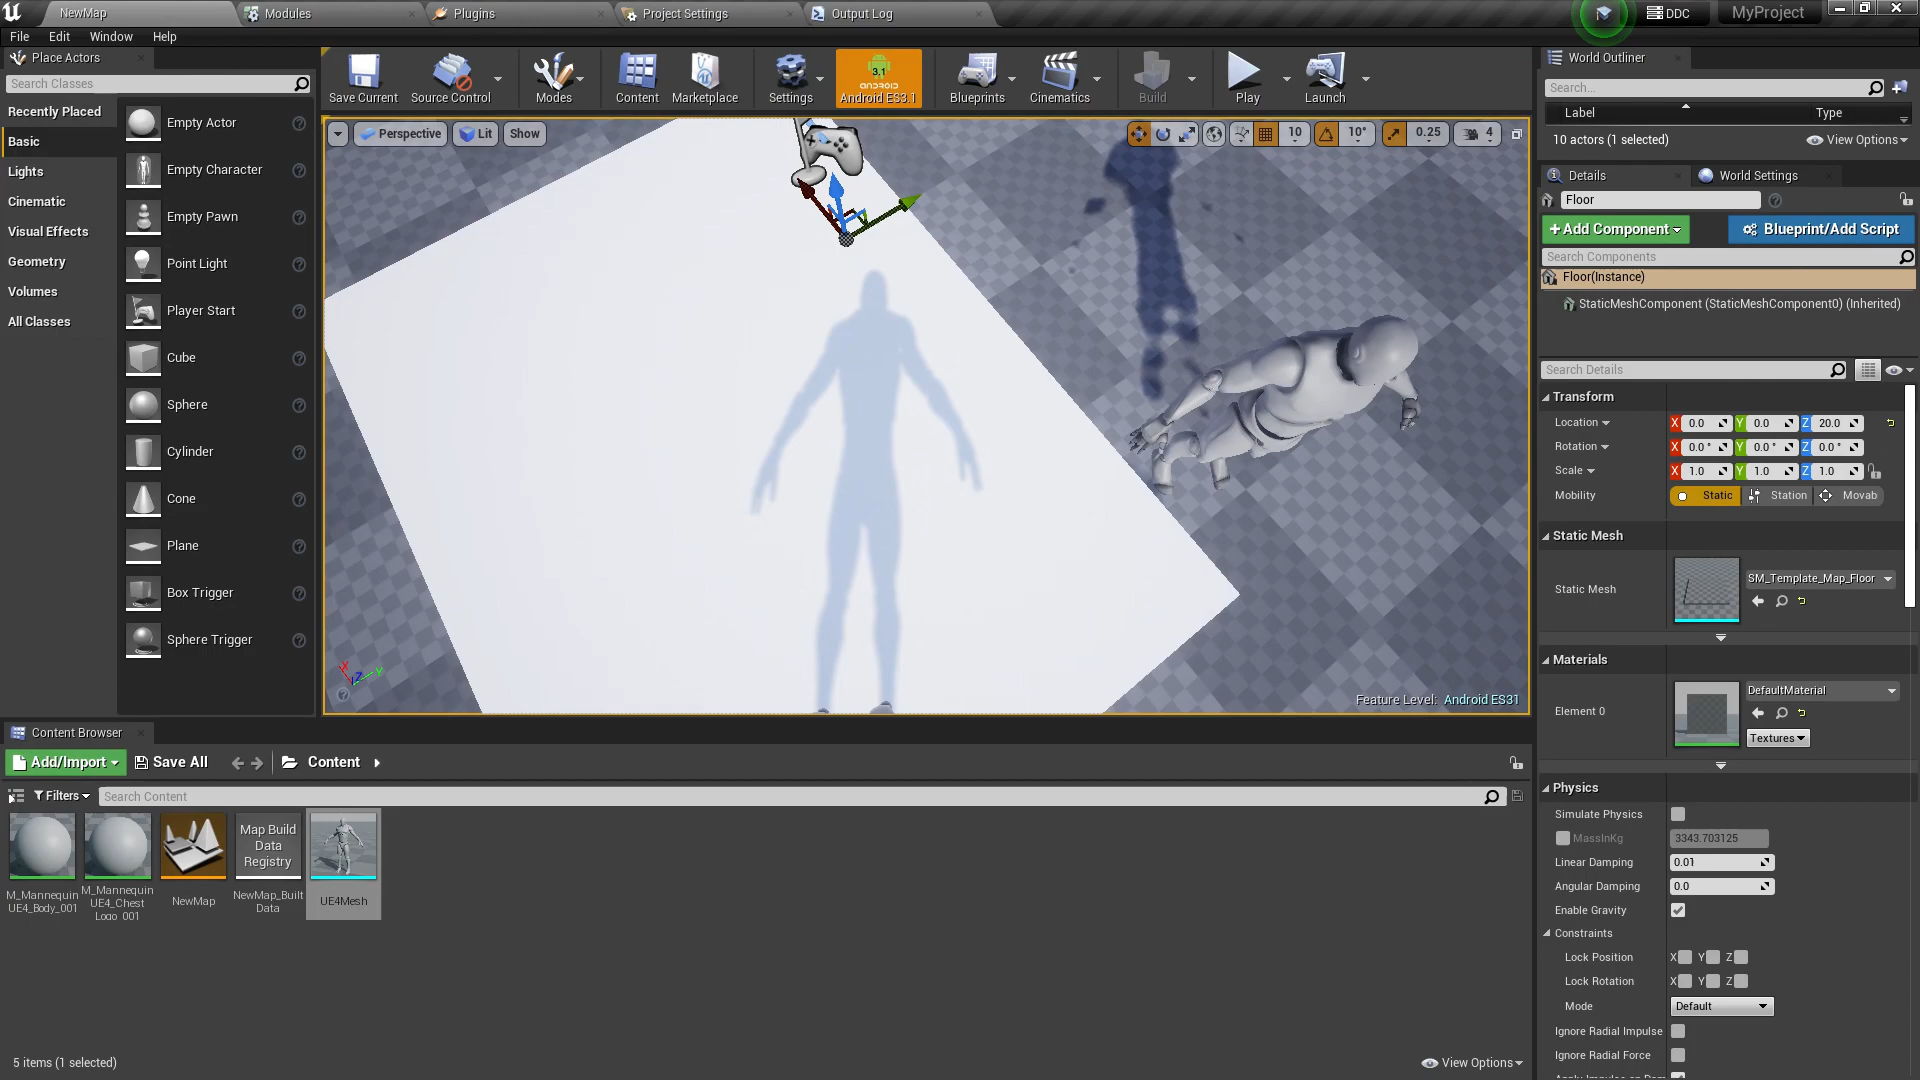 NewMap
Modules
Plugins
Project Settings
Output Log
DDC
MyProject
File Edit Window Help
Place Actors
Search Classes
Recently Placed
Basic
Lights
Cinematic
Visual Effects
Geometry
Volumes
All Classes
Empty Actor
Empty Character
Empty Pawn
Point Light
Player Start
Cube
Sphere
Cylinder
Cone
Plane
Box Trigger
Sphere Trigger
Save Current
Source Control
Modes
Content
Marketplace
Settings
3.1
ANDROID
Android ES3.1
Blueprints
Cinematics
Build
Play
Launch
Perspective Lit Show
10 10° 0.25 4
X Z Y
Feature Level: Android ES31
World Outliner
Search...
Label Type
10 actors (1 selected) View Options
Details World Settings
Floor
+Add Component Blueprint/Add Script
Search Components
Floor(Instance)
StaticMeshComponent (StaticMeshComponent0) (Inherited)
Search Details
Transform
Location X 0.0 Y 0.0 Z 20.0
Rotation X 0.0° Y 0.0° Z 0.0°
Scale X 1.0 Y 1.0 Z 1.0
Mobility Static Station Movab
Static Mesh
Static Mesh SM_Template_Map_Floor
Materials
Element 0 DefaultMaterial
Textures
Physics
Simulate Physics
MassInKg 3343.703125
Linear Damping 0.01
Angular Damping 0.0
Enable Gravity
Constraints
Lock Position X Y Z
Lock Rotation X Y Z
Mode Default
Ignore Radial Impulse
Ignore Radial Force
Content Browser
Add/Import Save All Content
Filters Search Content
M_Mannequin
UE4_Body_001
M_Mannequin
UE4_Chest
Logo_001
NewMap
Map Build
Data
Registry
NewMap_Built
Data
UE4Mesh
5 items (1 selected)
View Options